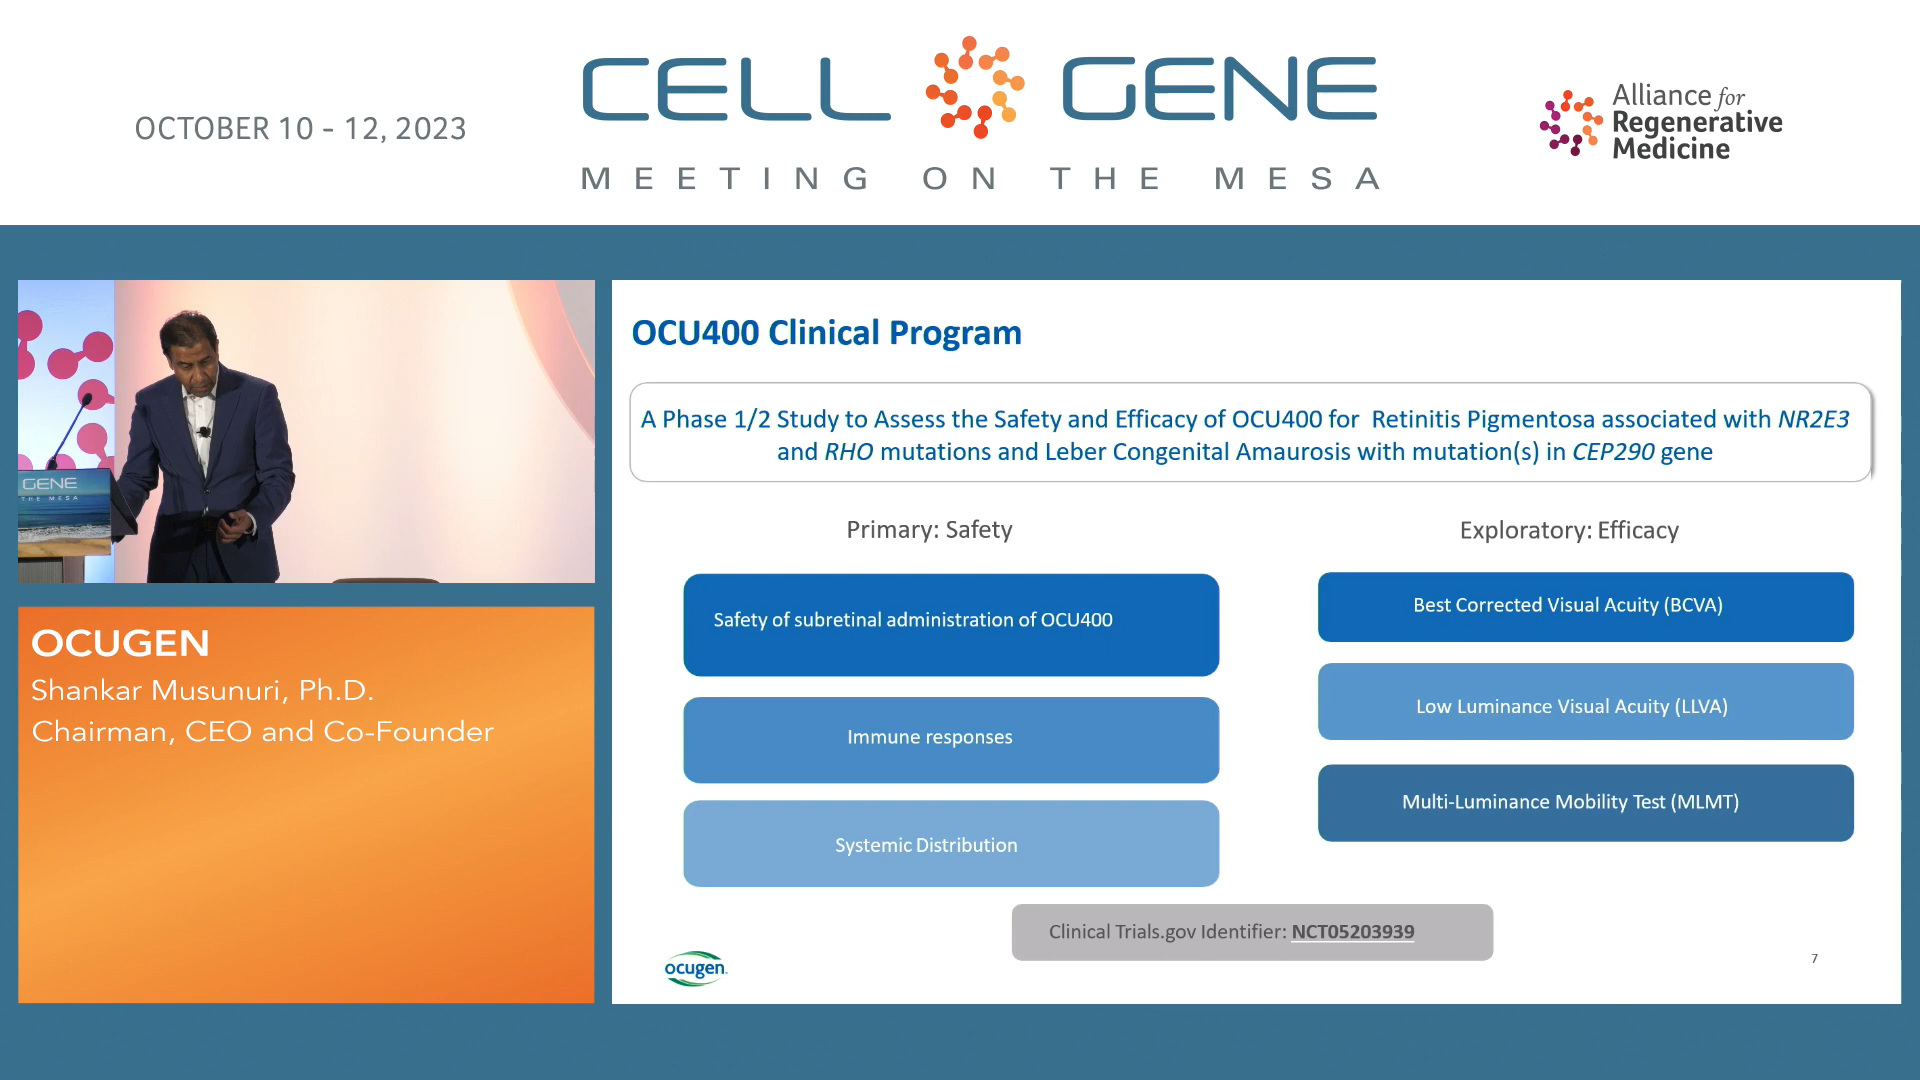 OCTOBER 10 - 12, 2023
CELL GENE
MEETING ON THE MESA
Alliance for
Regenerative
Medicine
GENE
THE MESA
OCUGEN
Shankar Musunuri, Ph.D.
Chairman, CEO and Co-Founder
OCU400 Clinical Program
A Phase 1/2 Study to Assess the Safety and Efficacy of OCU400 for Retinitis Pigmentosa associated with NR2E3
and RHO mutations and Leber Congenital Amaurosis with mutation(s) in CEP290 gene
Primary: Safety
Safety of subretinal administration of OCU400
Immune responses
Systemic Distribution
Exploratory: Efficacy
Best Corrected Visual Acuity (BCVA)
Low Luminance Visual Acuity (LLVA)
Multi-Luminance Mobility Test (MLMT)
Clinical Trials.gov Identifier: NCT05203939
ocugen
7